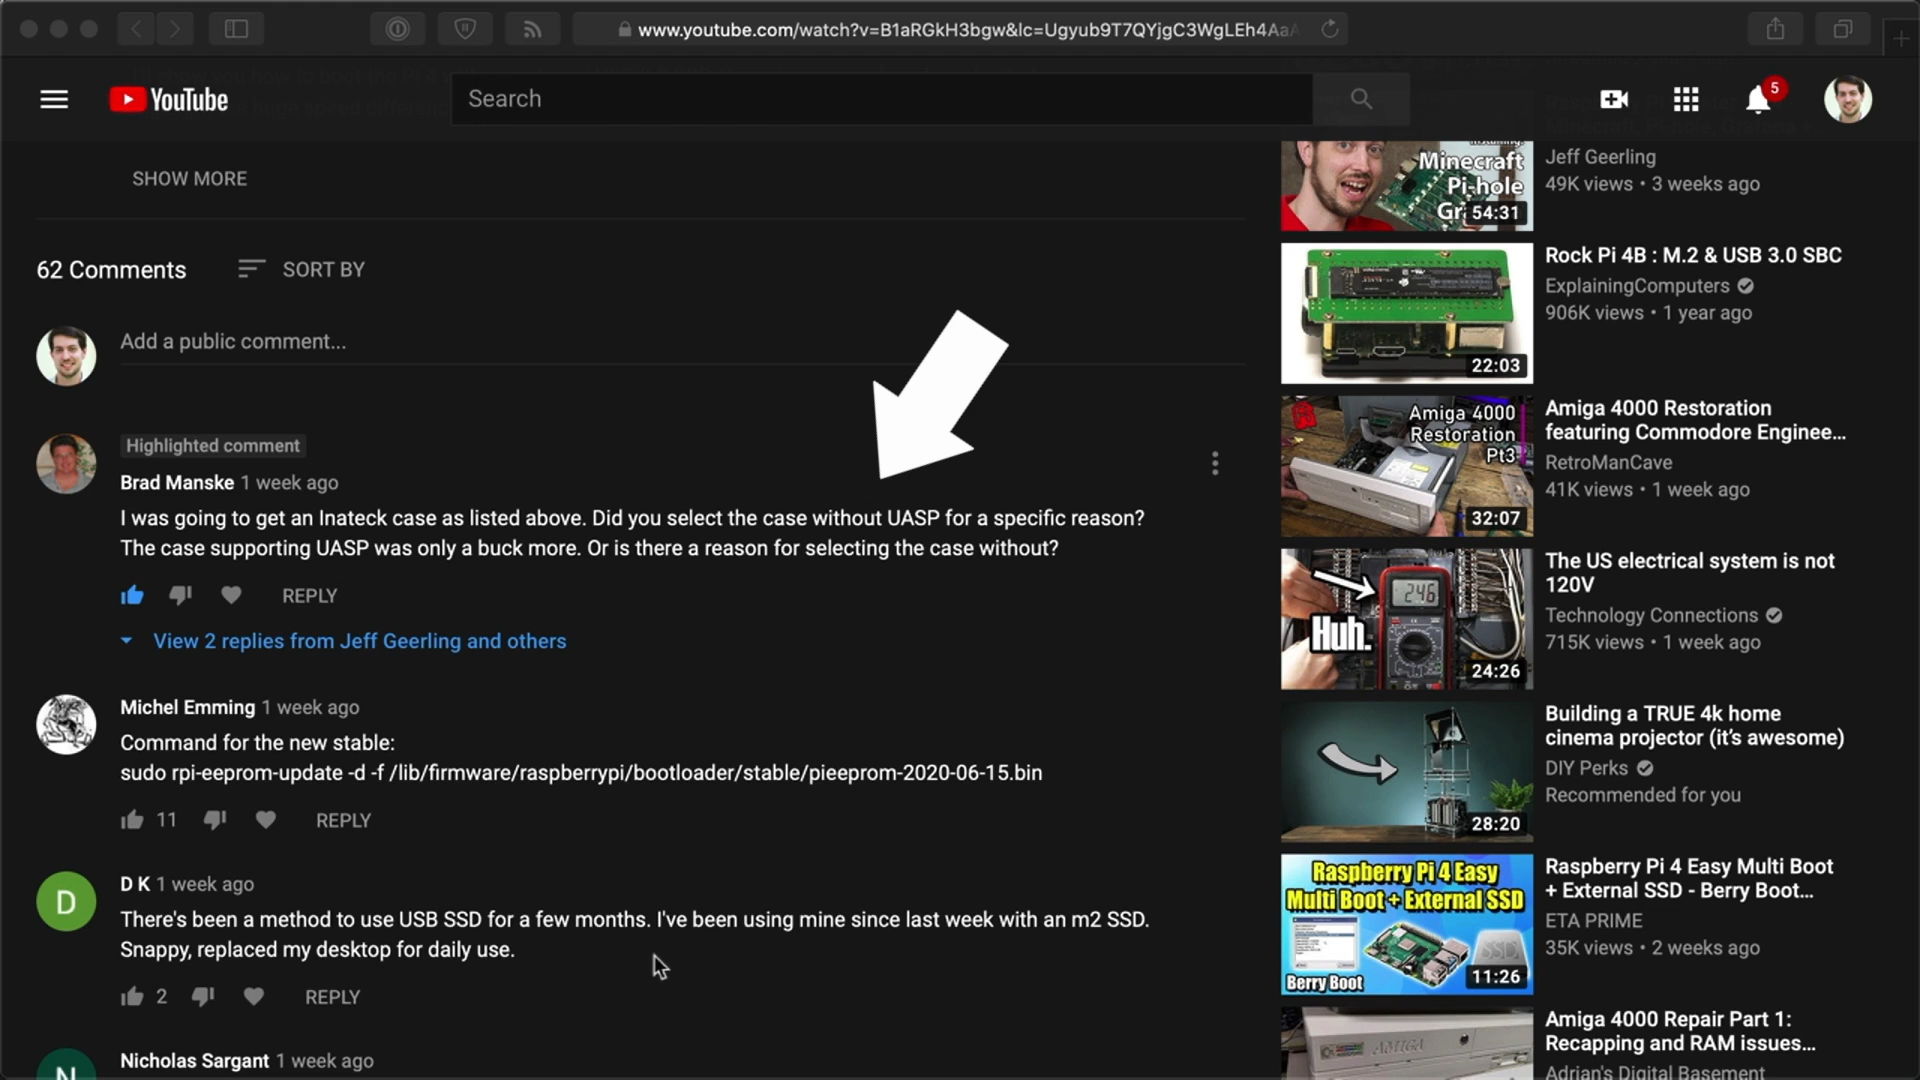 www.youtube.com/watch?v=B1aRGkH3bgw&lc=Ugyub9T7QYjgC3WgLEh4AaA
YouTube
Search
5
SHOW MORE
62 Comments
SORT BY
Add a public comment...
Highlighted comment
Brad Manske 1 week ago
I was going to get an Inateck case as listed above. Did you select the case without UASP for a specific reason?
The case supporting UASP was only a buck more. Or is there a reason for selecting the case without?
REPLY
View 2 replies from Jeff Geerling and others
Michel Emming 1 week ago
Command for the new stable:
sudo rpi-eeprom-update -d -f /lib/firmware/raspberrypi/bootloader/stable/pieeprom-2020-06-15.bin
11
REPLY
D
D K 1 week ago
There's been a method to use USB SSD for a few months. I've been using mine since last week with an m2 SSD.
Snappy, replaced my desktop for daily use.
2
REPLY
N
Nicholas Sargant 1 week ago
Minecraft
Pi-hole
Gr
54:31
Jeff Geerling
49K views • 3 weeks ago
22:03
Rock Pi 4B : M.2 & USB 3.0 SBC
ExplainingComputers
906K views • 1 year ago
Amiga 4000
Restoration
Pt3
32:07
Amiga 4000 Restoration
featuring Commodore Enginee...
RetroManCave
41K views • 1 week ago
246
Huh.
24:26
The US electrical system is not
120V
Technology Connections
715K views • 1 week ago
28:20
Building a TRUE 4k home
cinema projector (it's awesome)
DIY Perks
Recommended for you
Raspberry Pi 4 Easy
Multi Boot + External SSD
SSD
Berry Boot
11:26
Raspberry Pi 4 Easy Multi Boot
+ External SSD - Berry Boot...
ETA PRIME
35K views • 2 weeks ago
AMIGA
Amiga 4000 Repair Part 1:
Recapping and RAM issues...
Adrian's Digital Basement